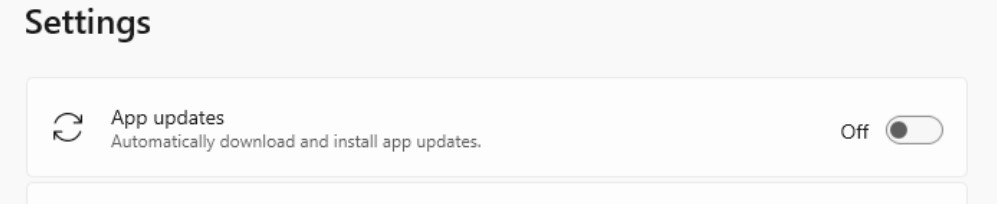 Settings
App updates
Automatically download and install app updates.
Off